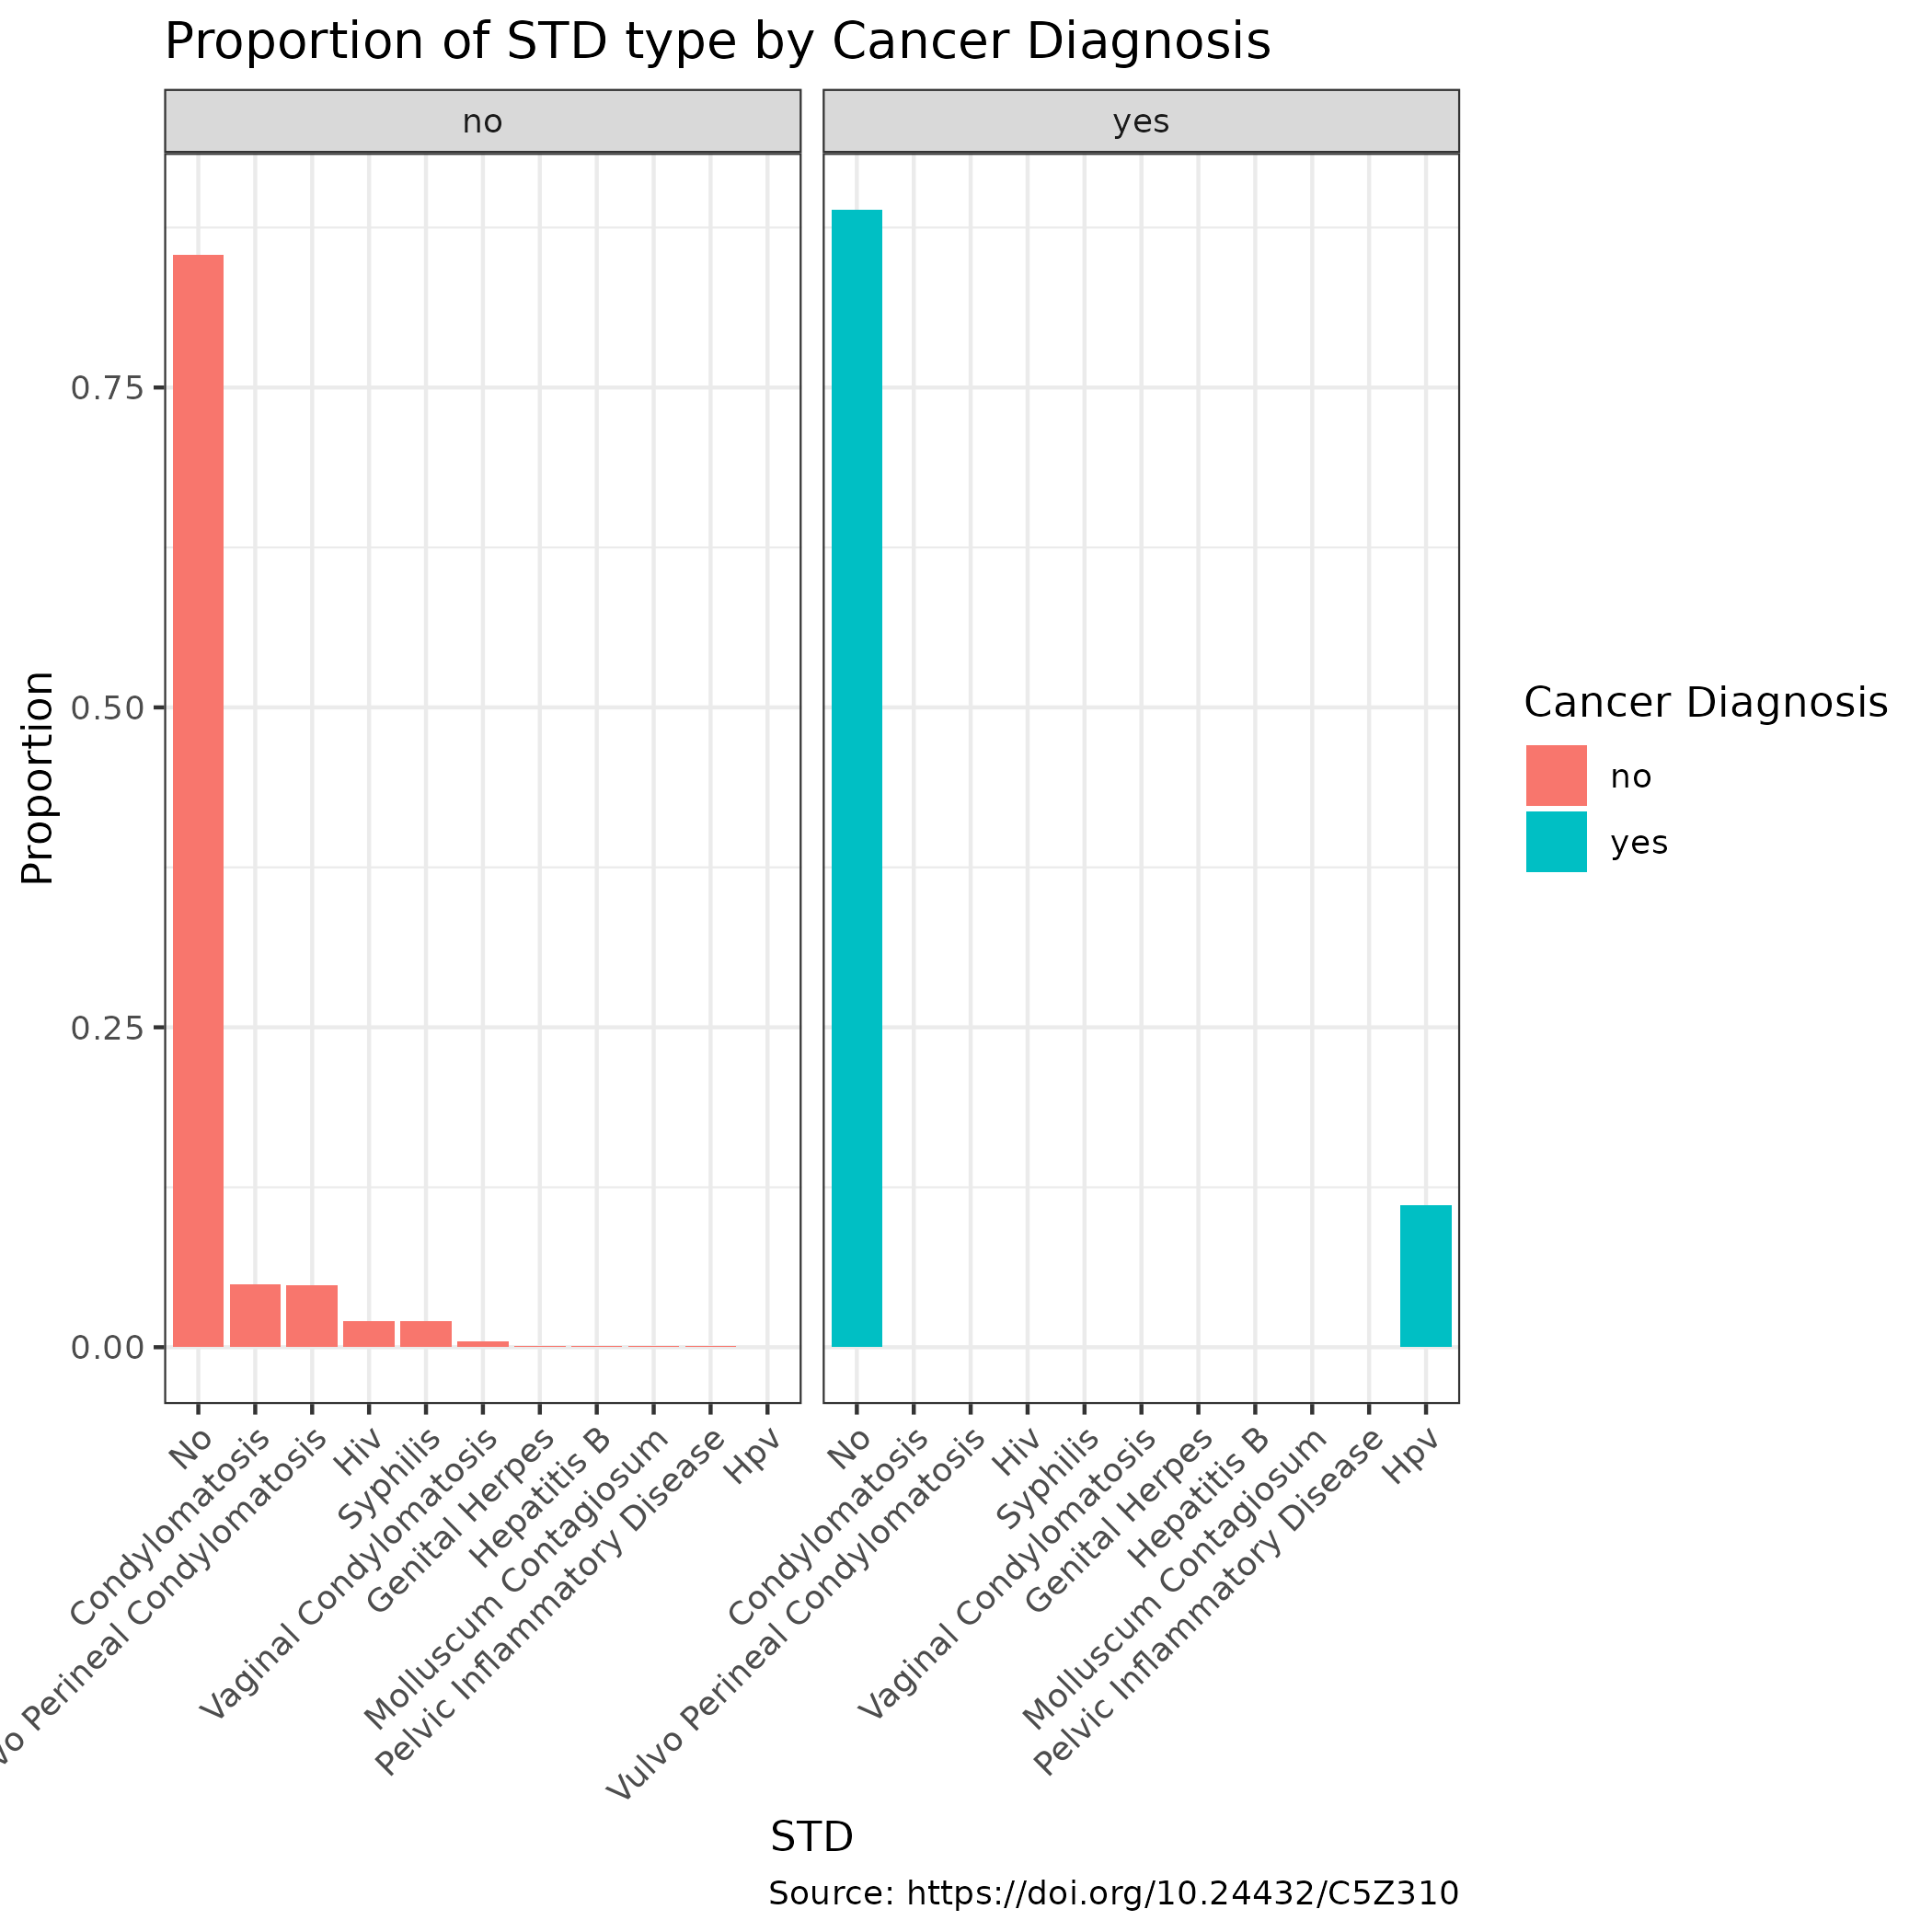 Proportion of STD type by Cancer Diagnosis
no
yes
Proportion
0.75
0.50
0.25
0.00
No
Condylomatosis
vo Perineal Condylomatosis
Hiv
Syphilis
Vaginal Condylomatosis
Genital Herpes
Hepatitis B
Molluscum Contagiosum
Pelvic Inflammatory Disease
Hpv
No
Condylomatosis
Vulvo Perineal Condylomatosis
Hiv
Syphilis
Vaginal Condylomatosis
Genital Herpes
Hepatitis B
Molluscum Contagiosum
Pelvic Inflammatory Disease
Hpv
STD
Cancer Diagnosis
no
yes
Source: https://doi.org/10.24432/C5Z310